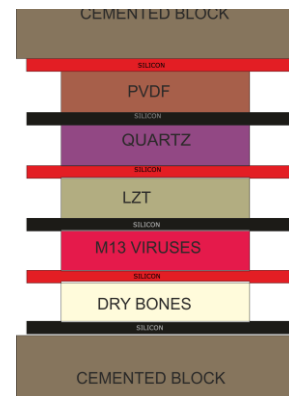 CEMENTED BLOCK
SILICON
PVDF
SILICON
QUARTZ
SILICON
LZT
SILICON
M13 VIRUSES
SILICON
DRY BONES
SILICON
CEMENTED BLOCK